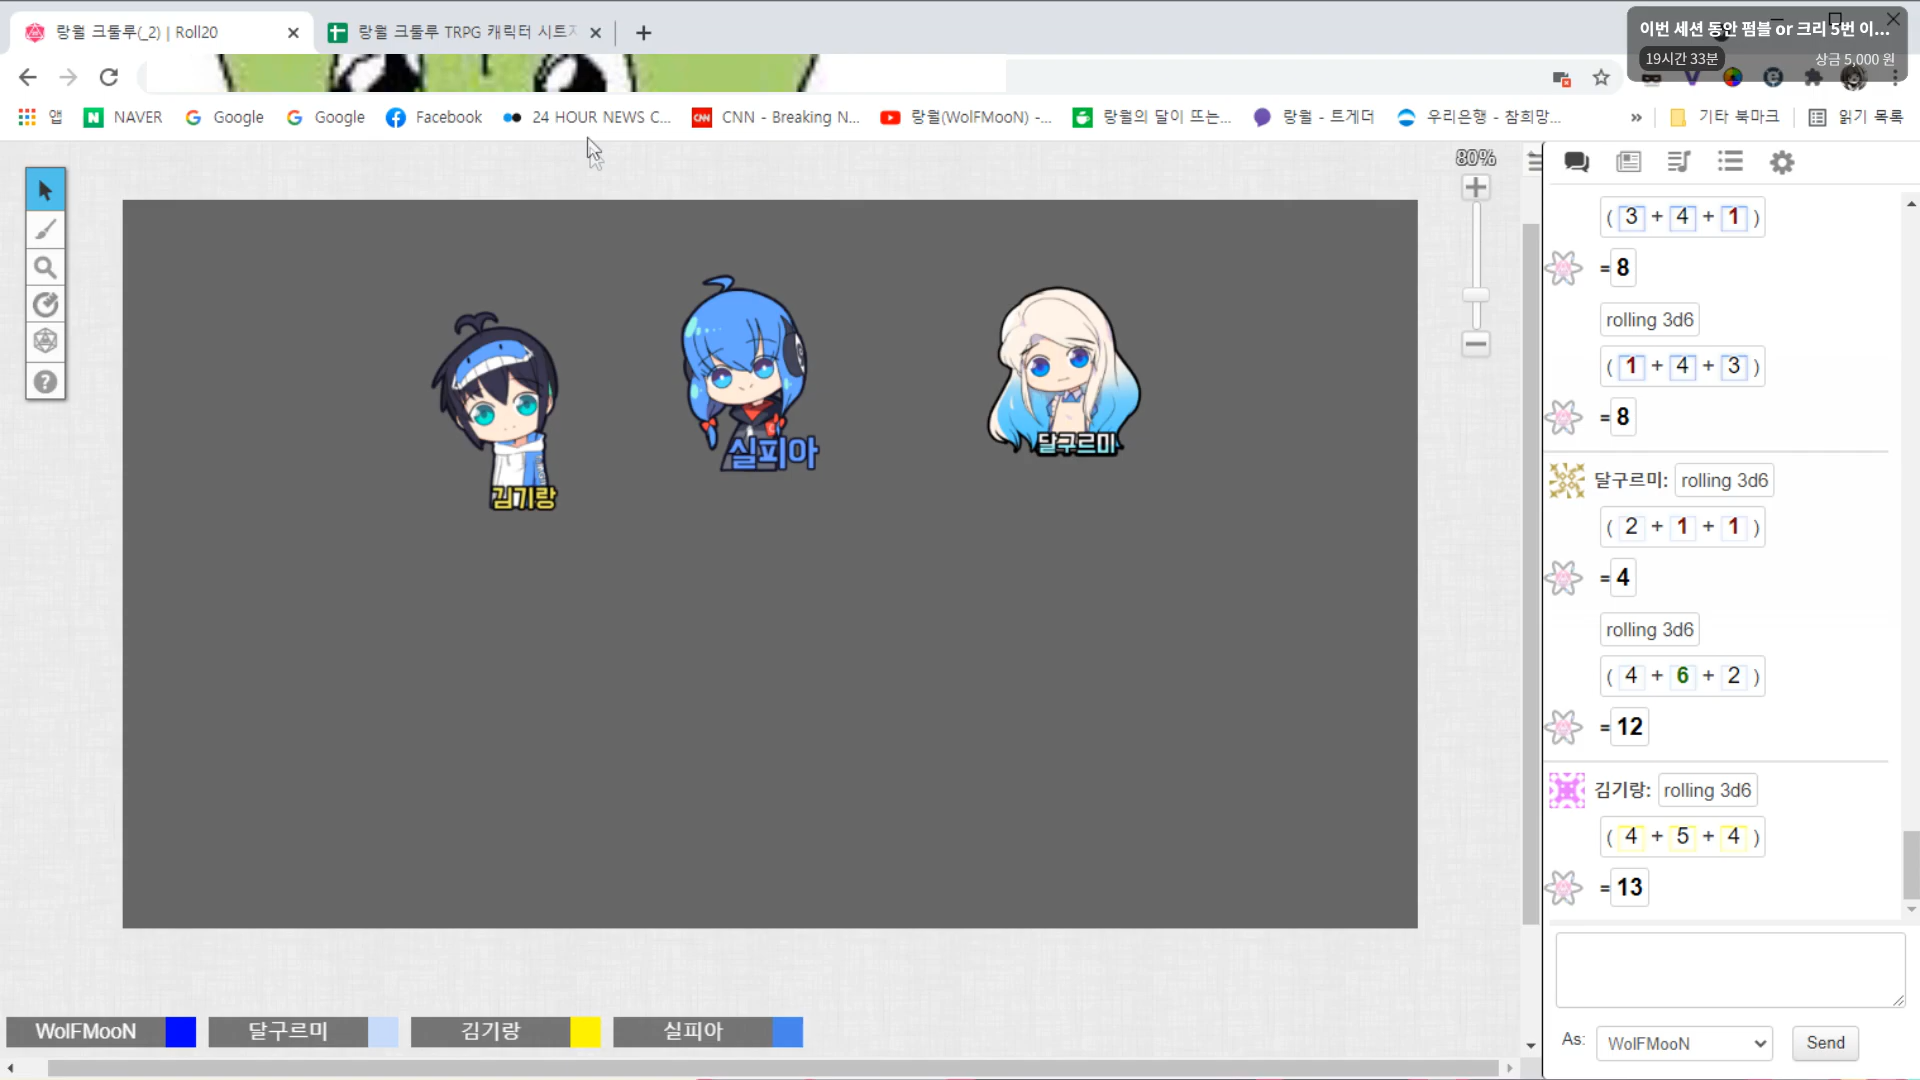 랑월 크툴루(_2) | Roll20
랑월 크툴루 TRPG 캐릭터 시트지
이번 세션 동안 펌블 or 크리 5번 이...
19시간 33분
상금 5,000 원
앱
NAVER
Google
Google
Facebook
24 HOUR NEWS C...
CNN - Breaking N...
랑월(WolFMooN) -...
랑월의 달이 뜨는...
랑월 - 트게더
우리은행 - 참희망...
»
기타 북마크
읽기 목록
80%
김기랑
실피아
달구르미
( 3 + 4 + 1 )
= 8
rolling 3d6
( 1 + 4 + 3 )
= 8
달구르미: rolling 3d6
( 2 + 1 + 1 )
= 4
rolling 3d6
( 4 + 6 + 2 )
= 12
김기랑: rolling 3d6
( 4 + 5 + 4 )
= 13
WolFMooN
달구르미
김기랑
실피아
As: WolFMooN
Send